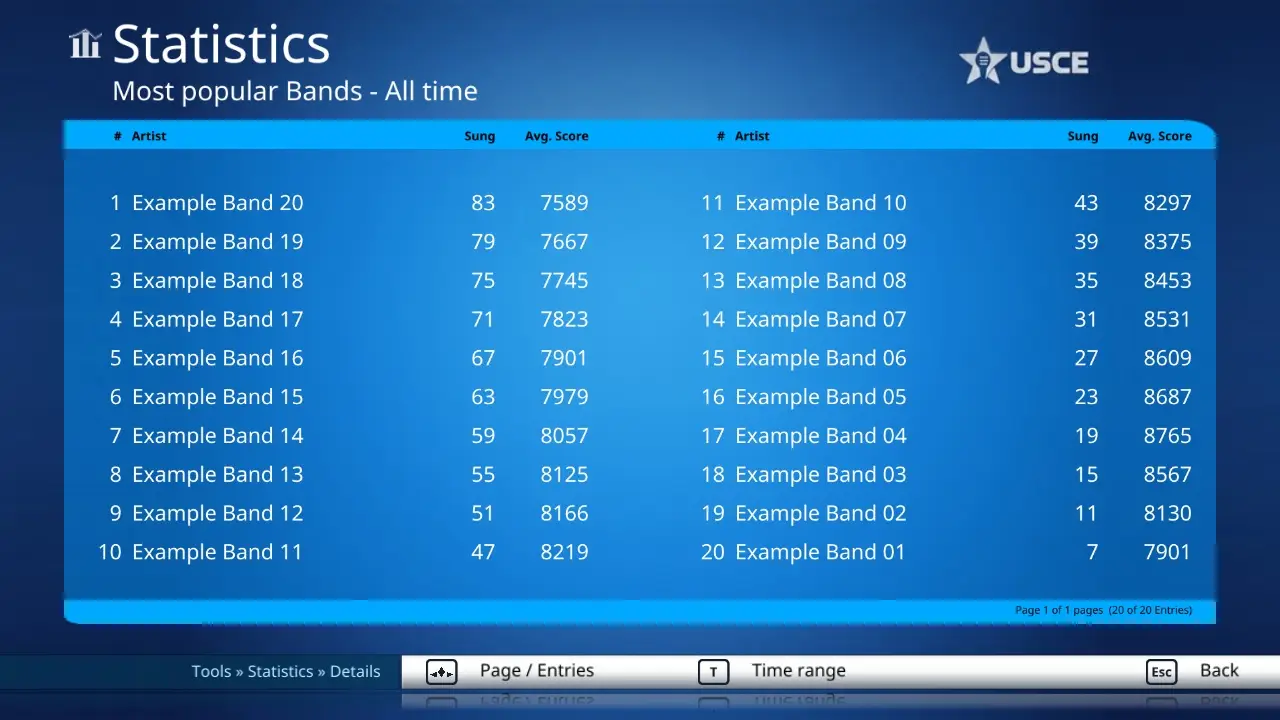 Statistics
USCE
Most popular Bands - All time
# Artist Sung Avg. Score # Artist Sung Avg. Score
1 Example Band 20 83 7589 11 Example Band 10 43 8297
2 Example Band 19 79 7667 12 Example Band 09 39 8375
3 Example Band 18 75 7745 13 Example Band 08 35 8453
4 Example Band 17 71 7823 14 Example Band 07 31 8531
5 Example Band 16 67 7901 15 Example Band 06 27 8609
6 Example Band 15 63 7979 16 Example Band 05 23 8687
7 Example Band 14 59 8057 17 Example Band 04 19 8765
8 Example Band 13 55 8125 18 Example Band 03 15 8567
9 Example Band 12 51 8166 19 Example Band 02 11 8130
10 Example Band 11 47 8219 20 Example Band 01 7 7901
Page 1 of 1 pages (20 of 20 Entries)
Tools » Statistics » Details Page / Entries T Time range Esc Back